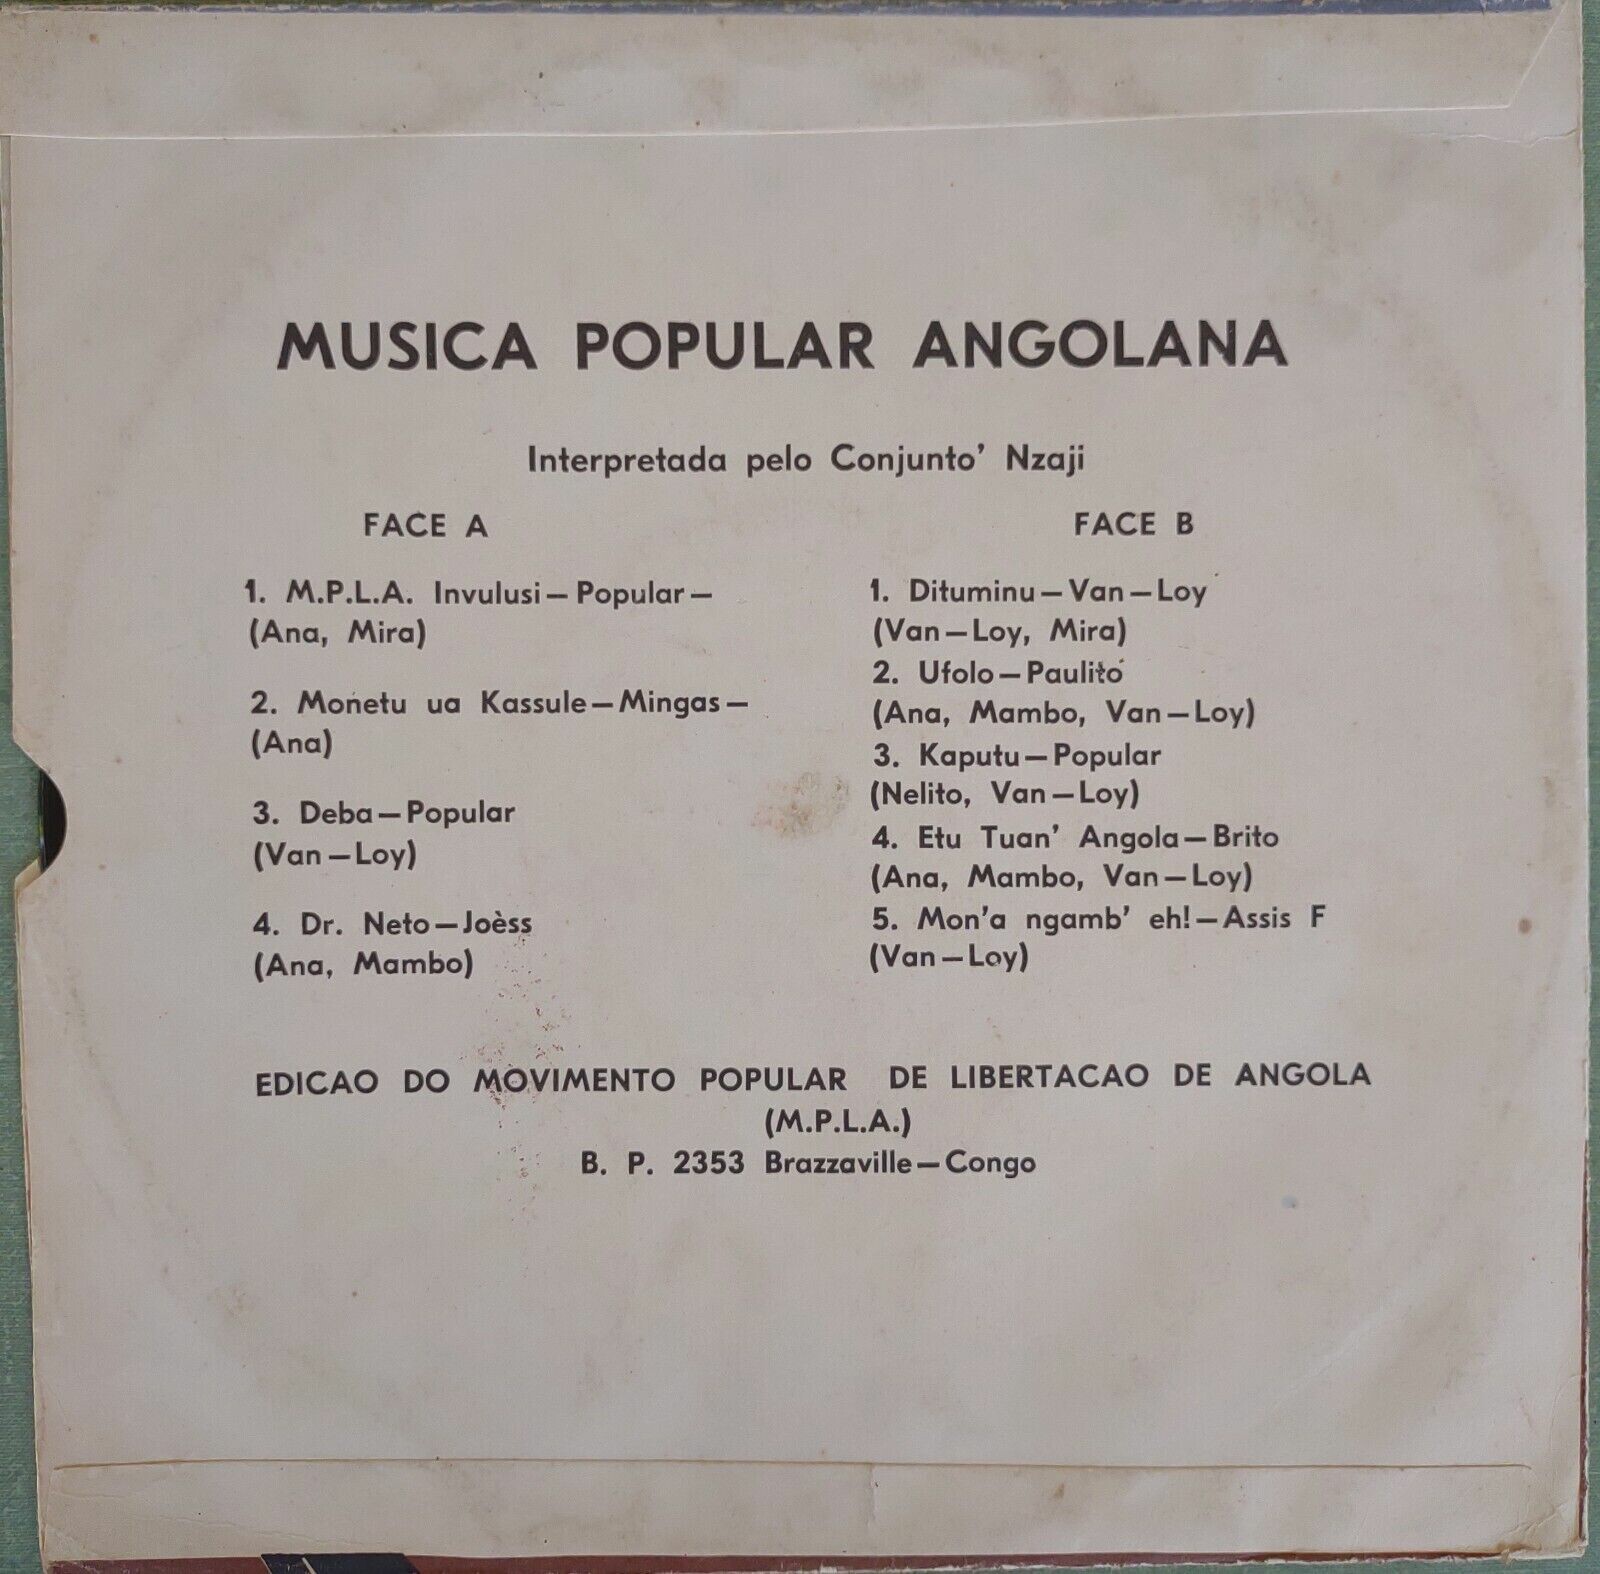 MUSICA POPULAR ANGOLANA
Interpretada pelo Conjunto' Nzaji
FACE A
1. M.P.L.A. Invulusi—Popular—
(Ana, Mira)
2. Monetu ua Kassule—Mingas—
(Ana)
3. Deba—Popular
(Van—Loy)
4. Dr. Neto—Joèss
(Ana, Mambo)
FACE B
1. Dituminu—Van—Loy
(Van—Loy, Mira)
2. Ufolo—Paulito
(Ana, Mambo, Van—Loy)
3. Kaputu—Popular
(Nelito, Van—Loy)
4. Etu Tuan' Angola—Brito
(Ana, Mambo, Van—Loy)
5. Mon'a ngamb' eh!—Assis F
(Van—Loy)
EDICAO DO MOVIMENTO POPULAR DE LIBERTACAO DE ANGOLA
(M.P.L.A.)
B. P. 2353 Brazzaville—Congo